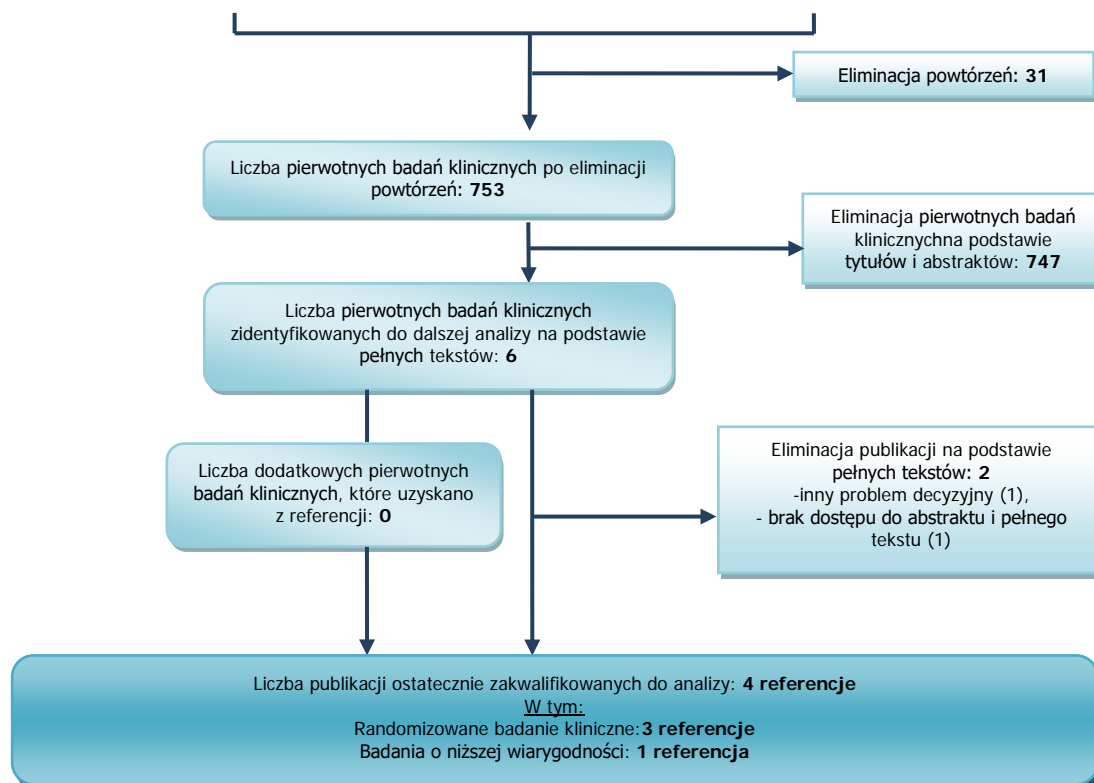 Eliminacja powtórzeń: 31
Liczba pierwotnych badań klinicznych po eliminacji
powtórzeń: 753
Eliminacja pierwotnych badań
klinicznychna podstawie
tytułów i abstraktów: 747
Liczba pierwotnych badań klinicznych
zidentyfikowanych do dalszej analizy na podstawie
pełnych tekstów: 6
Liczba dodatkowych pierwotnych
badań klinicznych, które uzyskano
z referencji: 0
Eliminacja publikacji na podstawie
pełnych tekstów: 2
-inny problem decyzyjny (1),
- brak dostępu do abstraktu i pełnego
tekstu (1)
Liczba publikacji ostatecznie zakwalifikowanych do analizy: 4 referencje
W tym:
Randomizowane badanie kliniczne:3 referencje
Badania o niższej wiarygodności: 1 referencja